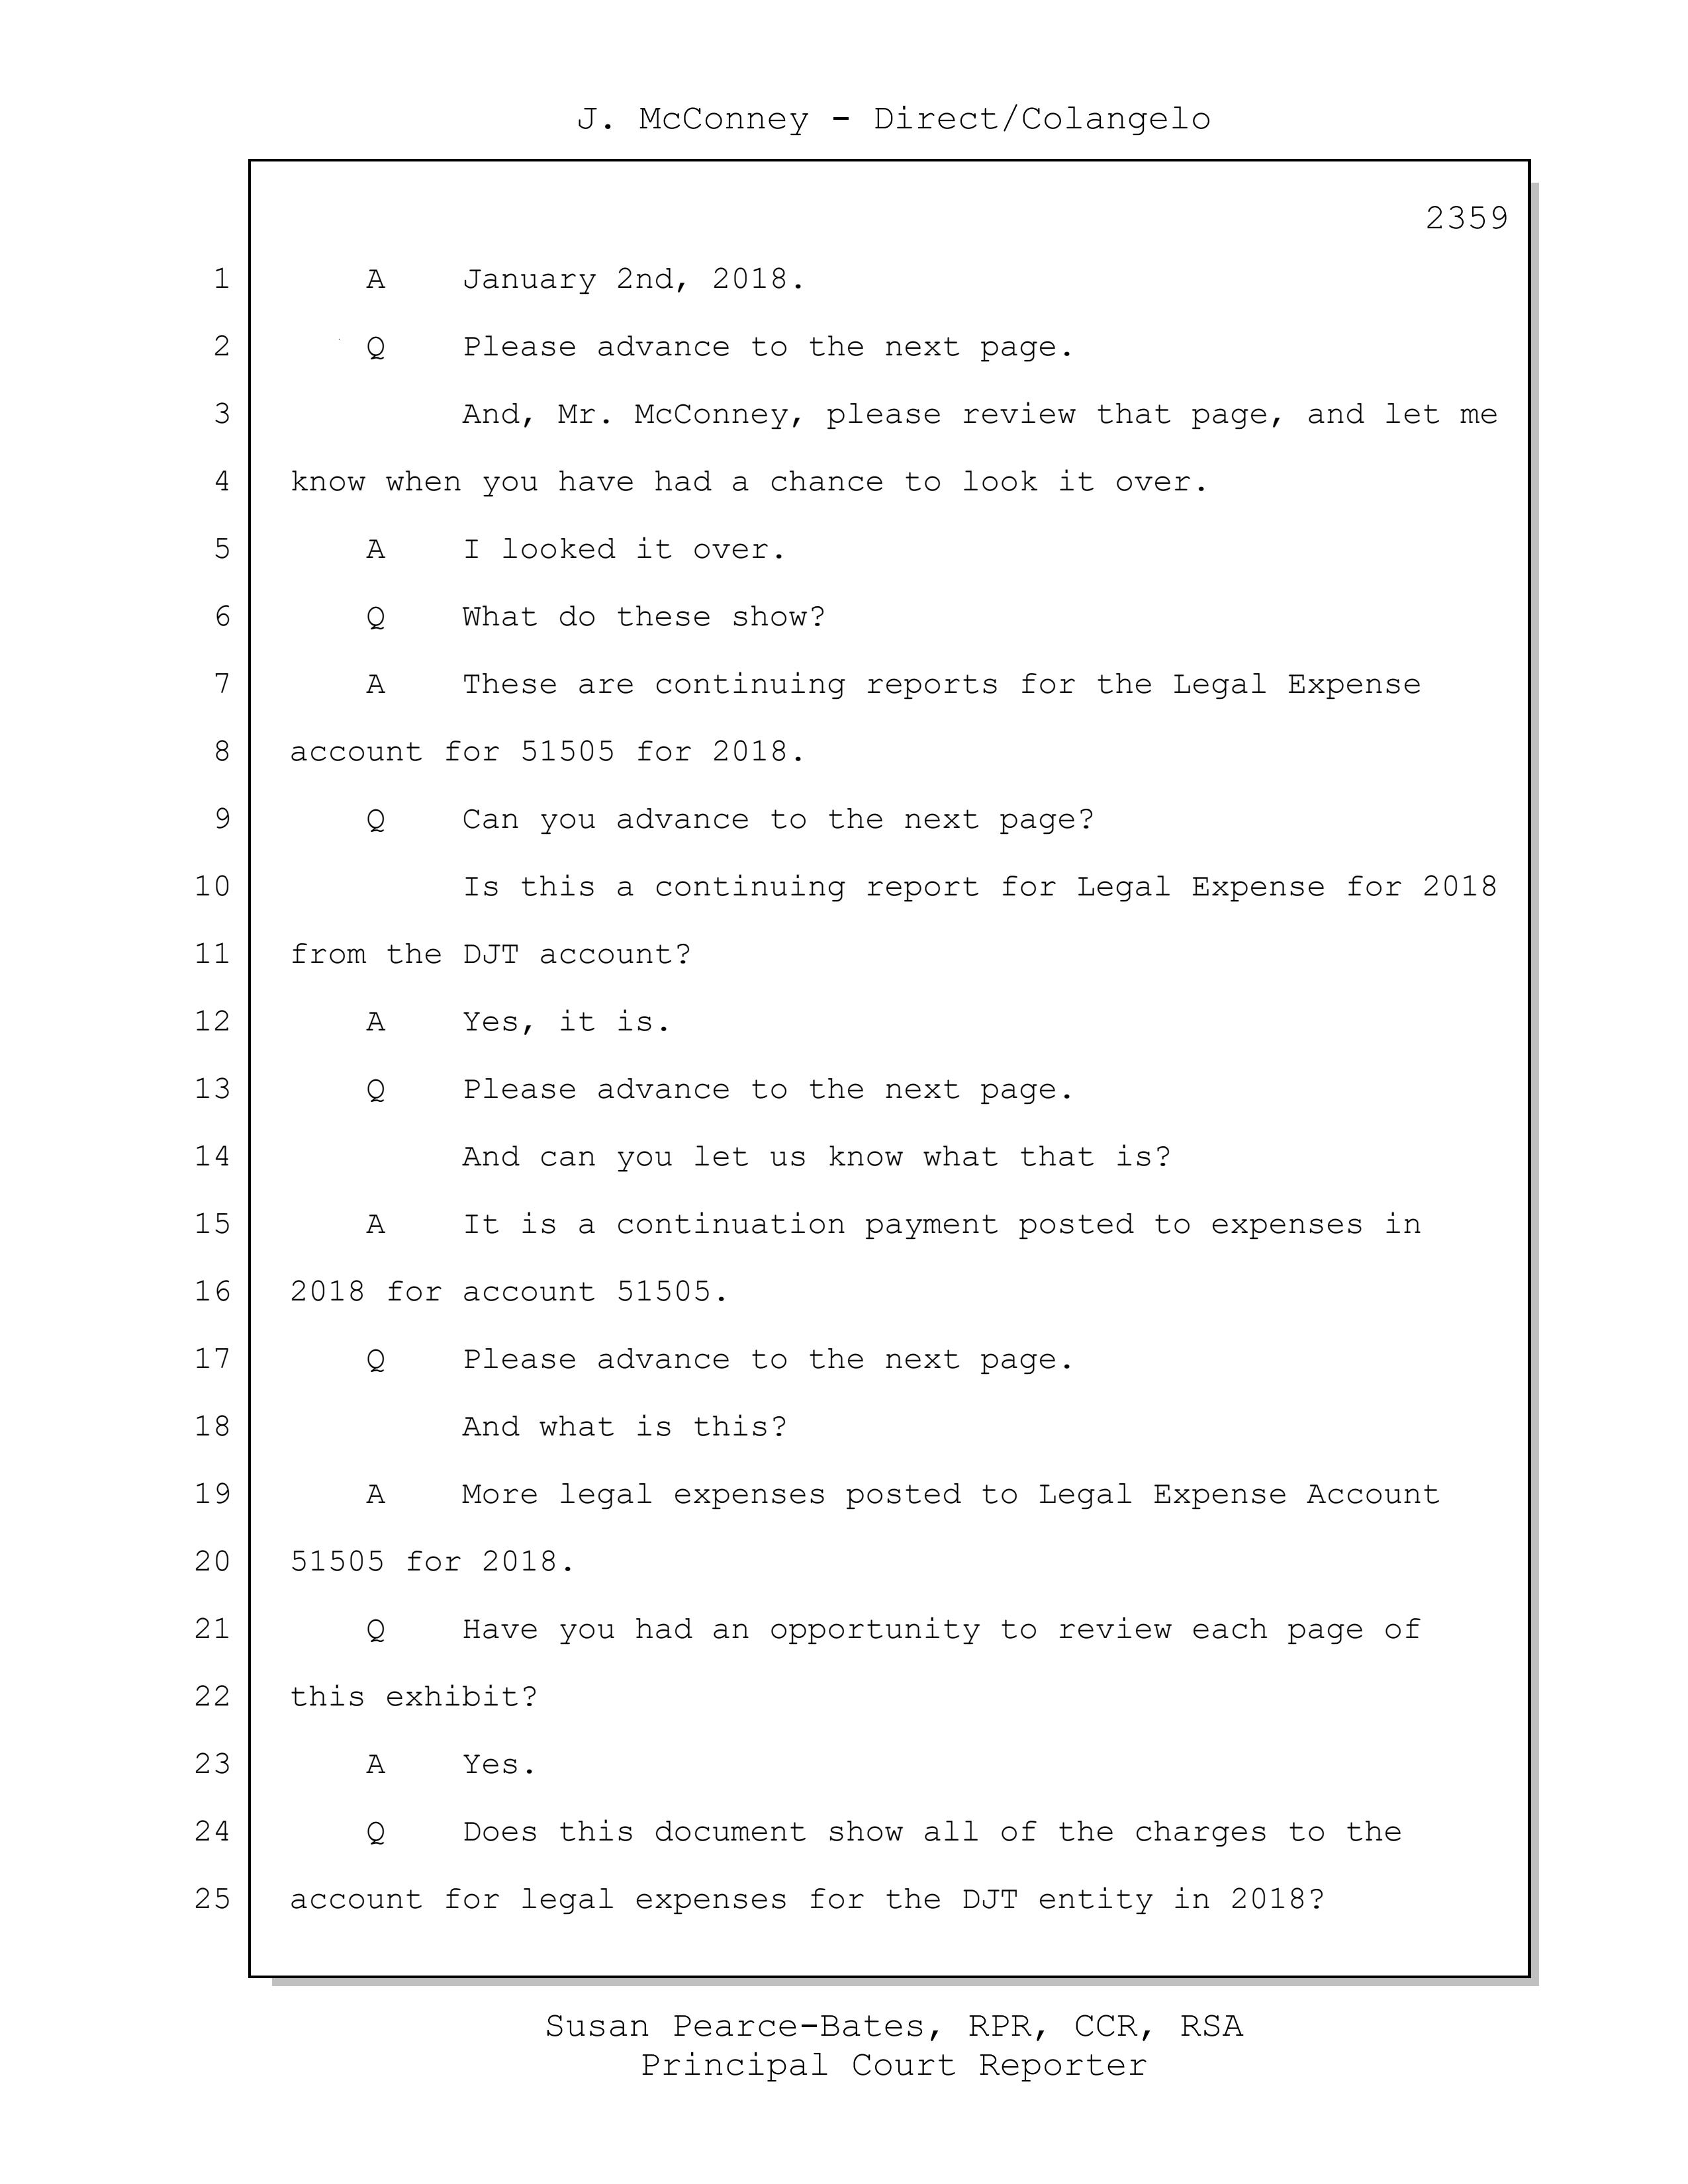 J. McConney - Direct/Colangelo
2359
1 A January 2nd, 2018.
2 Q Please advance to the next page.
3 And, Mr. McConney, please review that page, and let me
4 know when you have had a chance to look it over.
5 A I looked it over.
6 Q What do these show?
7 A These are continuing reports for the Legal Expense
8 account for 51505 for 2018.
9 Q Can you advance to the next page?
10 Is this a continuing report for Legal Expense for 2018
11 from the DJT account?
12 A Yes, it is.
13 Q Please advance to the next page.
14 And can you let us know what that is?
15 A It is a continuation payment posted to expenses in
16 2018 for account 51505.
17 Q Please advance to the next page.
18 And what is this?
19 A More legal expenses posted to Legal Expense Account
20 51505 for 2018.
21 Q Have you had an opportunity to review each page of
22 this exhibit?
23 A Yes.
24 Q Does this document show all of the charges to the
25 account for legal expenses for the DJT entity in 2018?
Susan Pearce-Bates, RPR, CCR, RSA
Principal Court Reporter